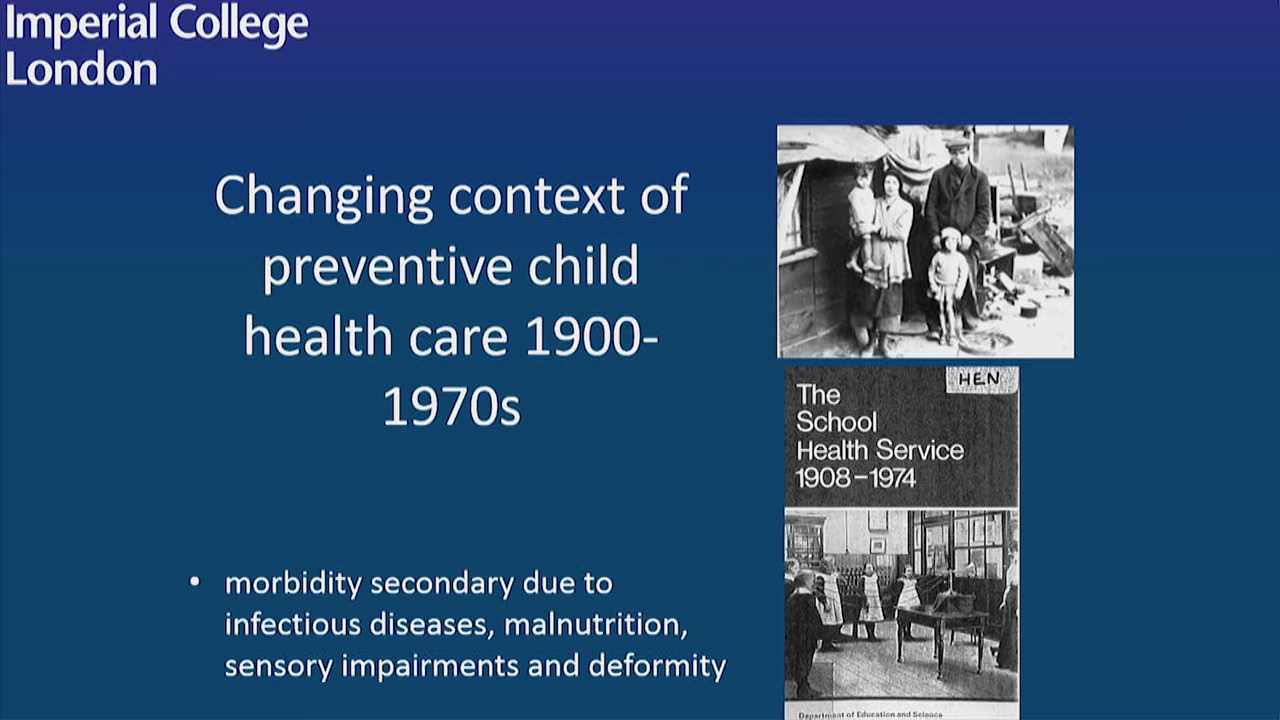 Imperial College
London
Changing context of
preventive child
health care 1900-
1970s
• morbidity secondary due to
infectious diseases, malnutrition,
sensory impairments and deformity
HEN
The
School
Health Service
1908-1974
Department of Education and Science